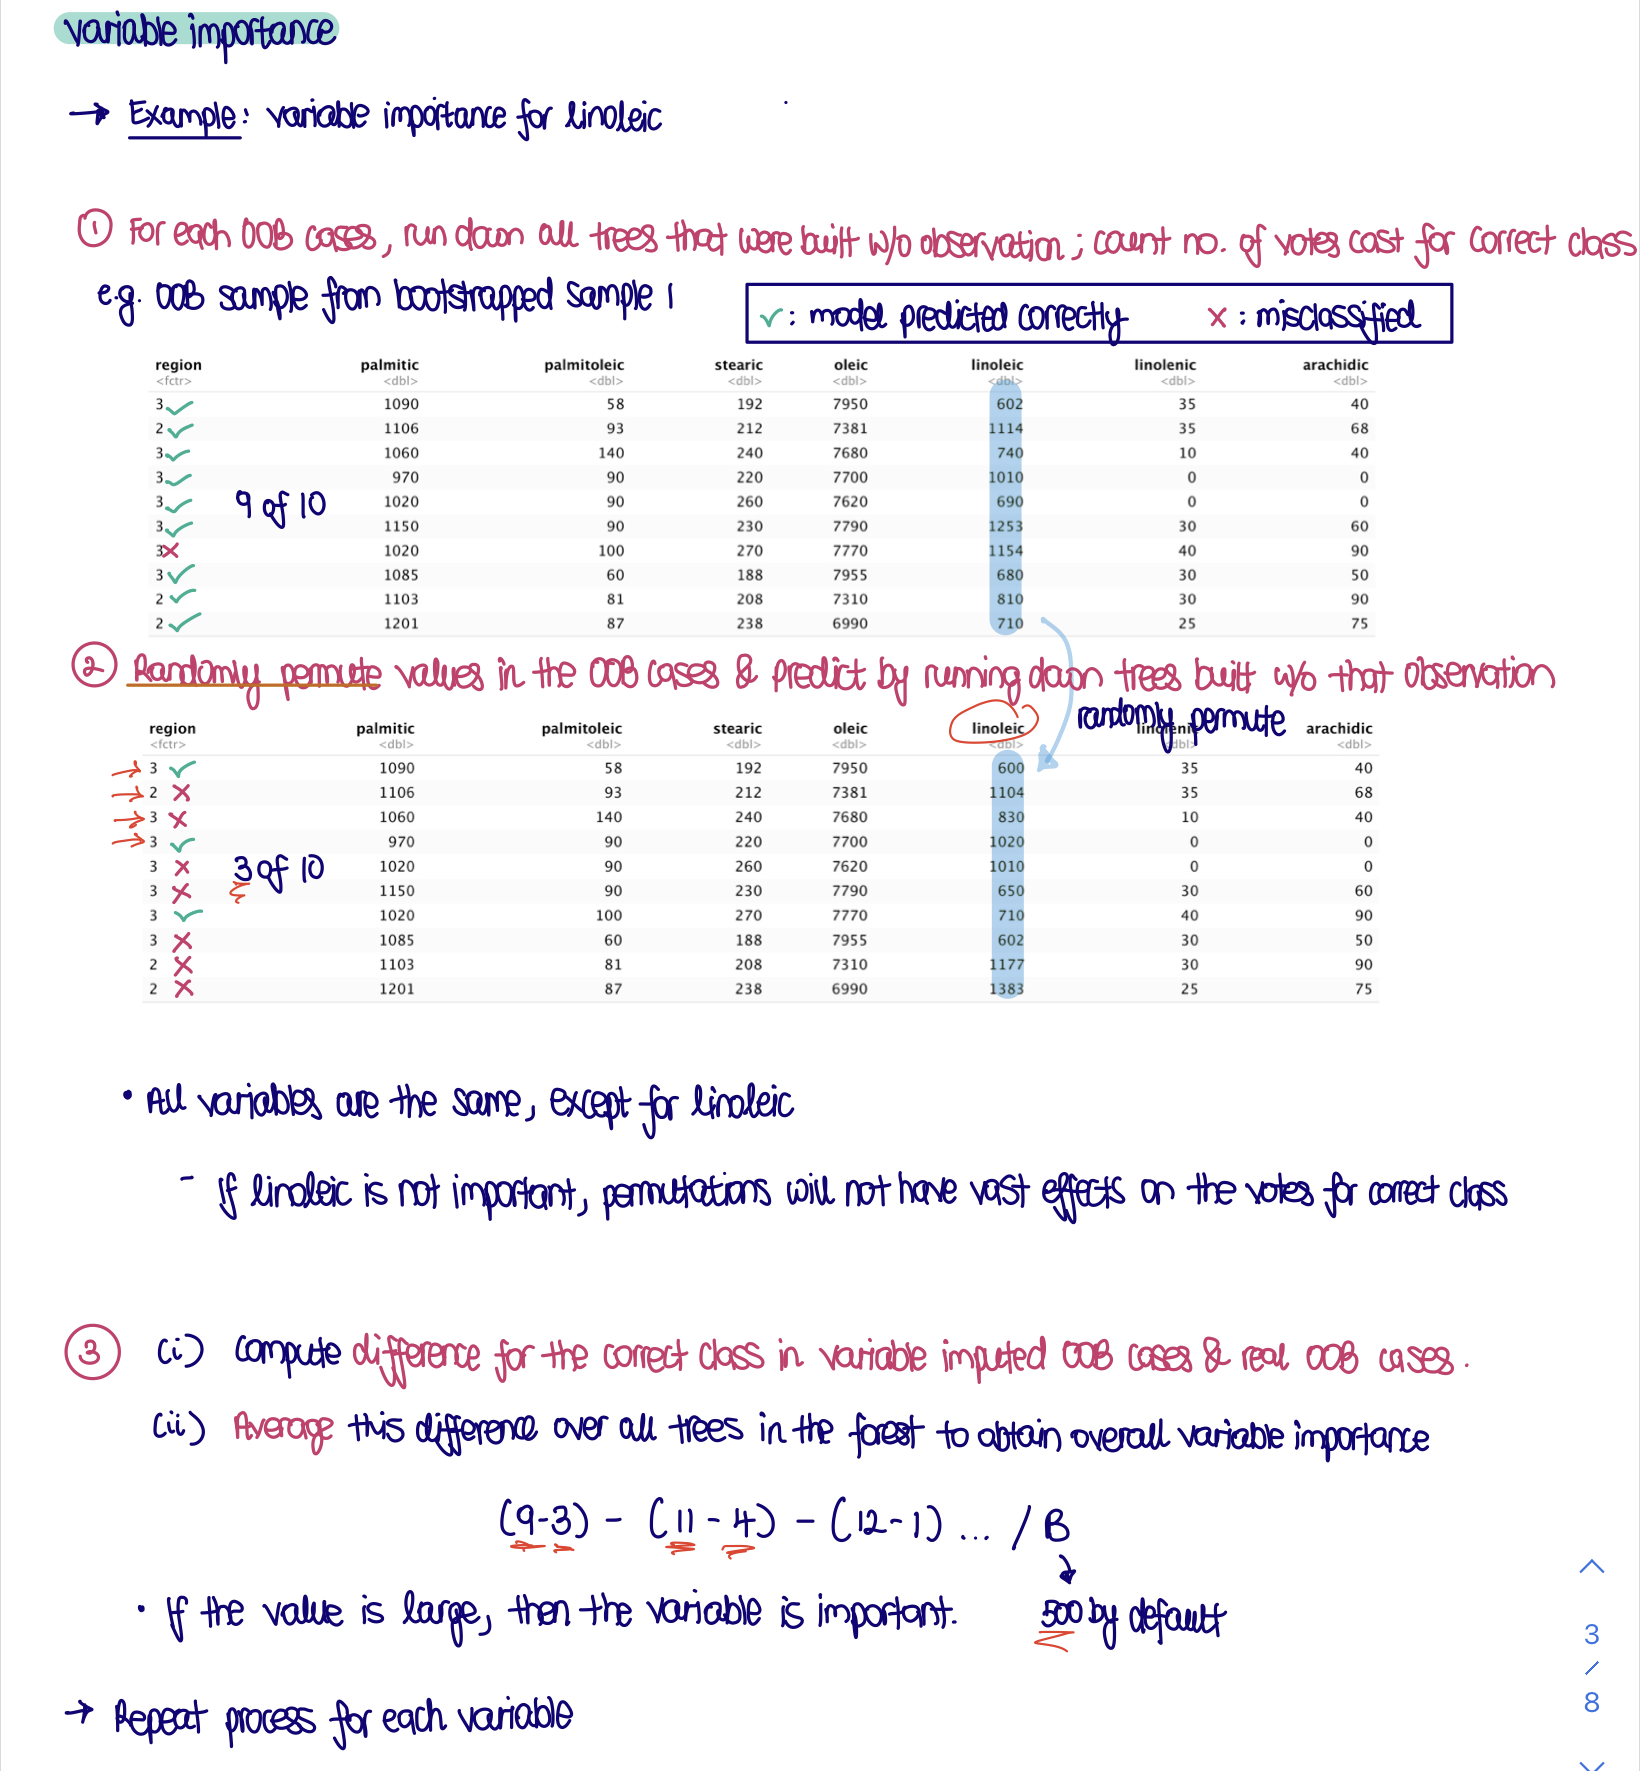 variable importance
→ Example: variable importance for linoleic
① For each OOB cases, run down all trees that were built w/o observation; count no. of votes cast for correct class
e.g. OOB sample from bootstrapped sample 1
✓: model predicted correctly ×: misclassified
region palmitic palmitoleic stearic oleic linoleic linolenic arachidic
<fctr> <dbl> <dbl> <dbl> <dbl> <dbl> <dbl> <dbl>
3 ✓ 1090 58 192 7950 602 35 40
2 ✓ 1106 93 212 7381 1114 35 68
3 ✓ 1060 140 240 7680 740 10 40
3 ✓ 970 90 220 7700 1010 0 0
3 ✓ 1020 90 260 7620 690 0 0
9 of 10
3 ✓ 1150 90 230 7790 1253 30 60
3 × 1020 100 270 7770 1154 40 90
3 ✓ 1085 60 188 7955 680 30 50
2 ✓ 1103 81 208 7310 810 30 90
2 ✓ 1201 87 238 6990 710 25 75
② Randomly permute values in the OOB cases & predict by running down trees built w/o that observation
randomly permute
region palmitic palmitoleic stearic oleic linoleic linolenic arachidic
<fctr> <dbl> <dbl> <dbl> <dbl> <dbl> <dbl> <dbl>
→ 3 ✓ 1090 58 192 7950 600 35 40
→ 2 × 1106 93 212 7381 1104 35 68
→ 3 × 1060 140 240 7680 830 10 40
→ 3 ✓ 970 90 220 7700 1020 0 0
3 × 1020 90 260 7620 1010 0 0
3 of 10
3 × 1150 90 230 7790 650 30 60
3 ✓ 1020 100 270 7770 710 40 90
3 × 1085 60 188 7955 602 30 50
2 × 1103 81 208 7310 1177 30 90
2 × 1201 87 238 6990 1383 25 75
• All variables are the same, except for linoleic
- If linoleic is not important, permutations will not have vast effects on the votes for correct class
③ (i) compute difference for the correct class in variable imputed OOB cases & real OOB cases.
(ii) Average this difference over all trees in the forest to obtain overall variable importance
(9-3) - (11-4) - (12-1) ... / B
• If the value is large, then the variable is important.
500 by default
→ Repeat process for each variable
3
/
8